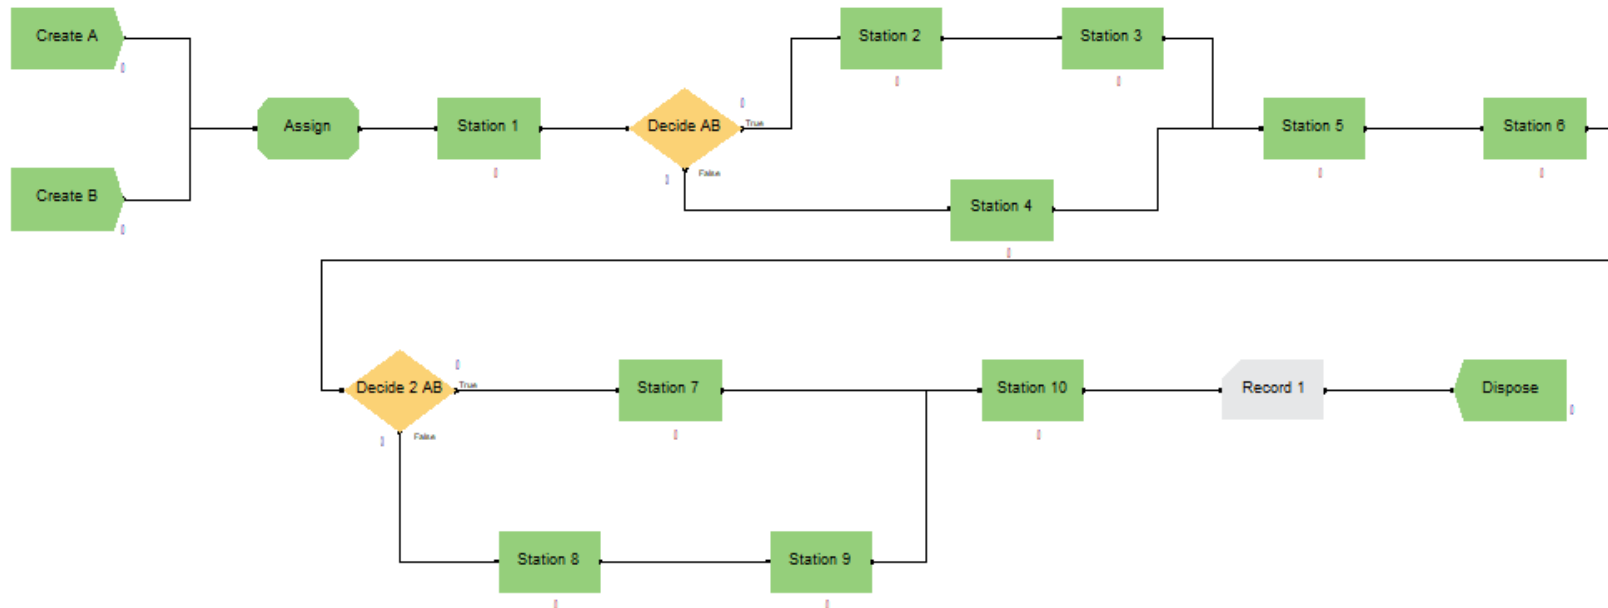 Create A
Create B
Assign
Station 1
Decide AB
True
False
Station 2
Station 3
Station 4
Station 5
Station 6
Decide 2 AB
True
False
Station 7
Station 8
Station 9
Station 10
Record 1
Dispose